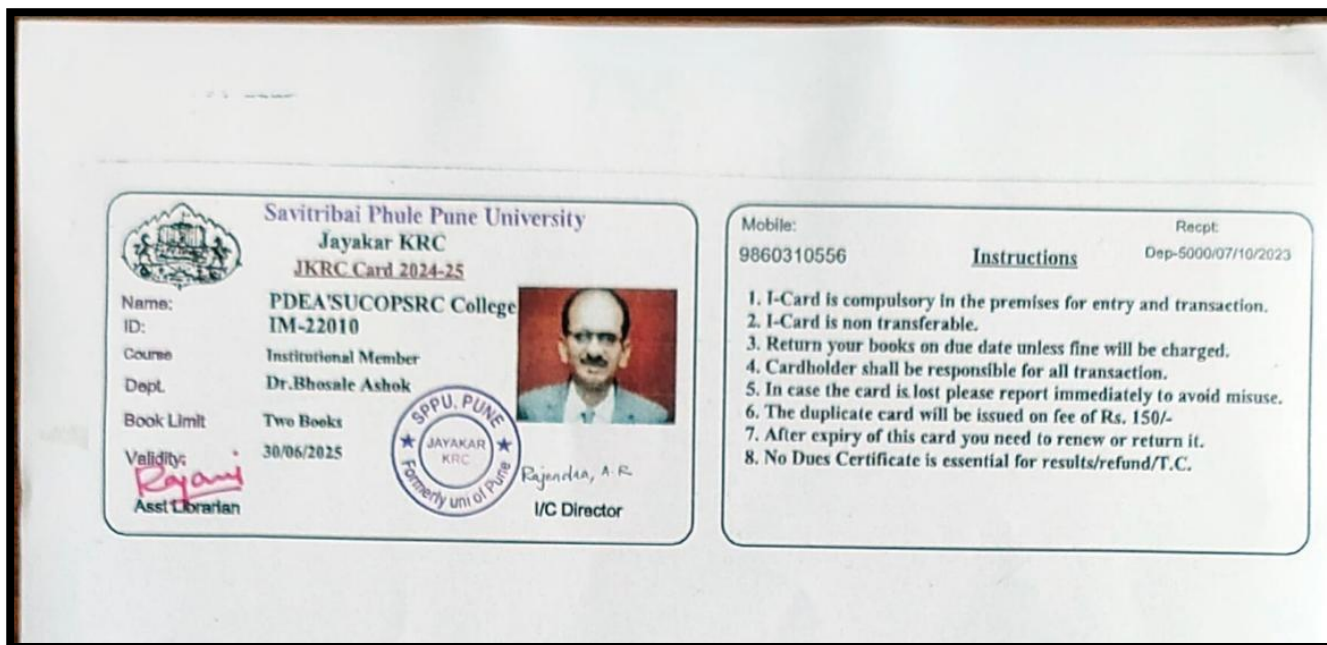 Savitribai Phule Pune University
Jayakar KRC
JKRC Card 2024-25
Name: PDEA'SUCOPSRC College
ID: IM-22010
Course Institutional Member
Dept. Dr.Bhosale Ashok
Book Limit Two Books
Validity: 30/06/2025
Rajani
Asst Librarian
SPPU, PUNE
JAYAKAR
KRC
Formerly uni of Pune
Rajendra, A.R
I/C Director
Mobile: Recpt:
9860310556 Instructions Dep-5000/07/10/2023
1. I-Card is compulsory in the premises for entry and transaction.
2. I-Card is non transferable.
3. Return your books on due date unless fine will be charged.
4. Cardholder shall be responsible for all transaction.
5. In case the card is lost please report immediately to avoid misuse.
6. The duplicate card will be issued on fee of Rs. 150/-
7. After expiry of this card you need to renew or return it.
8. No Dues Certificate is essential for results/refund/T.C.